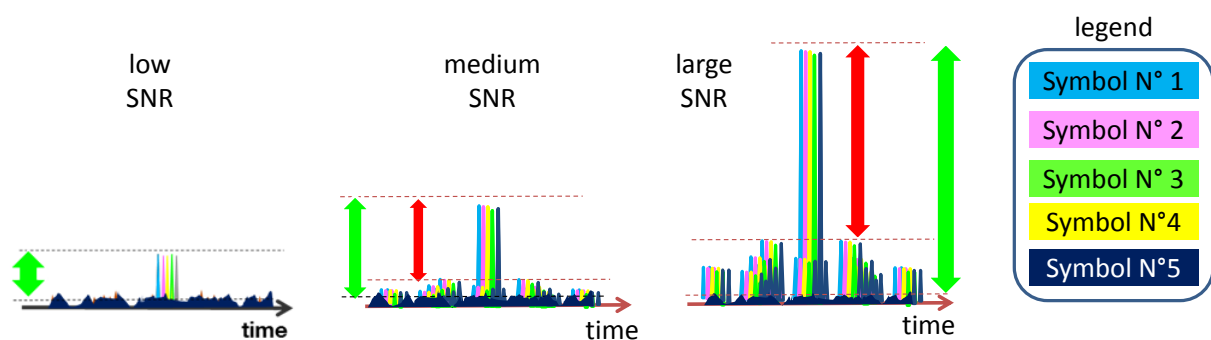 low
SNR
time
medium
SNR
time
large
SNR
time
legend
Symbol N° 1
Symbol N° 2
Symbol N° 3
Symbol N°4
Symbol N°5